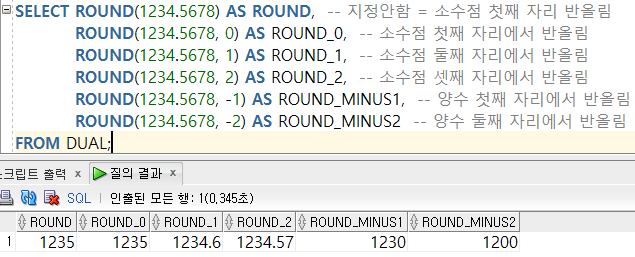 SELECT ROUND(1234.5678) AS ROUND, -- 지정안함 = 소수점 첫째 자리 반올림
ROUND(1234.5678, 0) AS ROUND_0, -- 소수점 첫째 자리에서 반올림
ROUND(1234.5678, 1) AS ROUND_1, -- 소수점 둘째 자리에서 반올림
ROUND(1234.5678, 2) AS ROUND_2, -- 소수점 셋째 자리에서 반올림
ROUND(1234.5678, -1) AS ROUND_MINUS1, -- 양수 첫째 자리에서 반올림
ROUND(1234.5678, -2) AS ROUND_MINUS2 -- 양수 둘째 자리에서 반올림
FROM DUAL;
크립트 출력 x 질의 결과 x
SQL | 인출된 모든 행: 1(0,345초)
ROUND ROUND_0 ROUND_1 ROUND_2 ROUND_MINUS1 ROUND_MINUS2
1 1235 1235 1234.6 1234.57 1230 1200